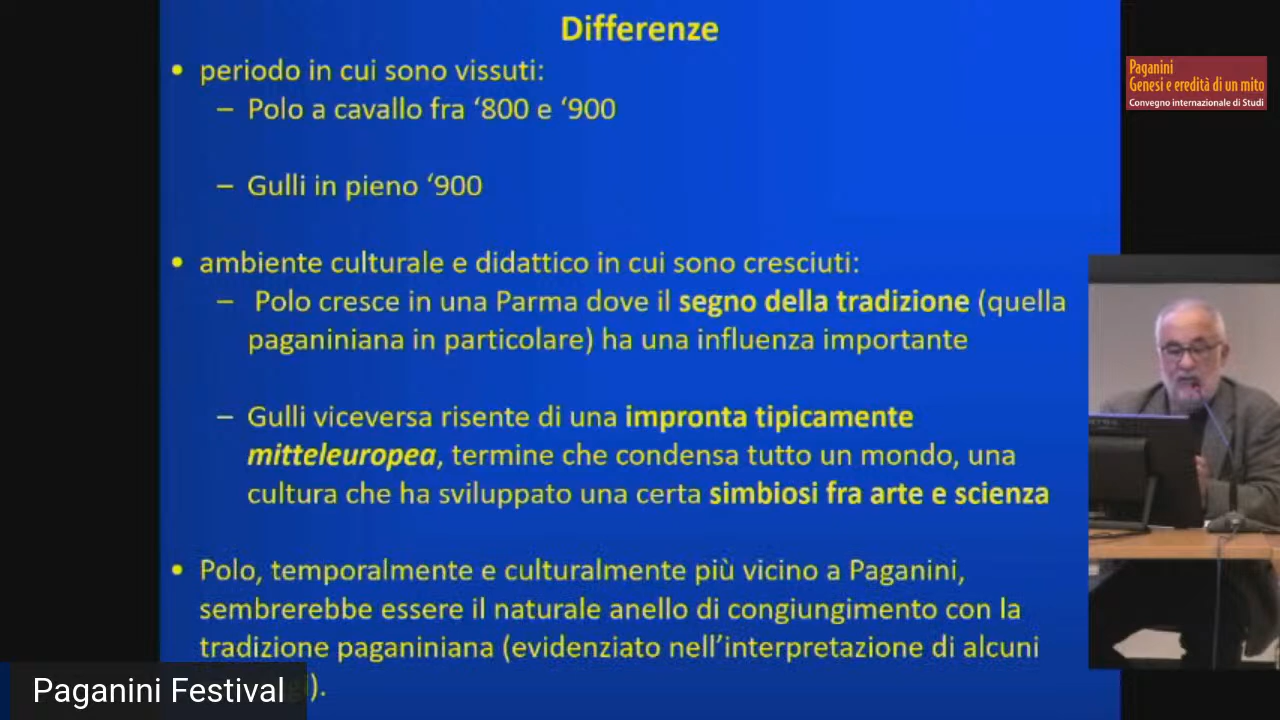 Differenze
• periodo in cui sono vissuti:
– Polo a cavallo fra ‘800 e ‘900
– Gulli in pieno ‘900
• ambiente culturale e didattico in cui sono cresciuti:
– Polo cresce in una Parma dove il segno della tradizione (quella
paganiniana in particolare) ha una influenza importante
– Gulli viceversa risente di una impronta tipicamente
mitteleuropea, termine che condensa tutto un mondo, una
cultura che ha sviluppato una certa simbiosi fra arte e scienza
• Polo, temporalmente e culturalmente più vicino a Paganini,
sembrerebbe essere il naturale anello di congiungimento con la
tradizione paganiniana (evidenziato nell’interpretazione di alcuni
).
Paganini
Genesi e eredità di un mito
Convegno internazionale di Studi
Paganini Festival